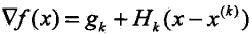 ∇̄f(x) = g_k + H_k(x − x^{(k)})